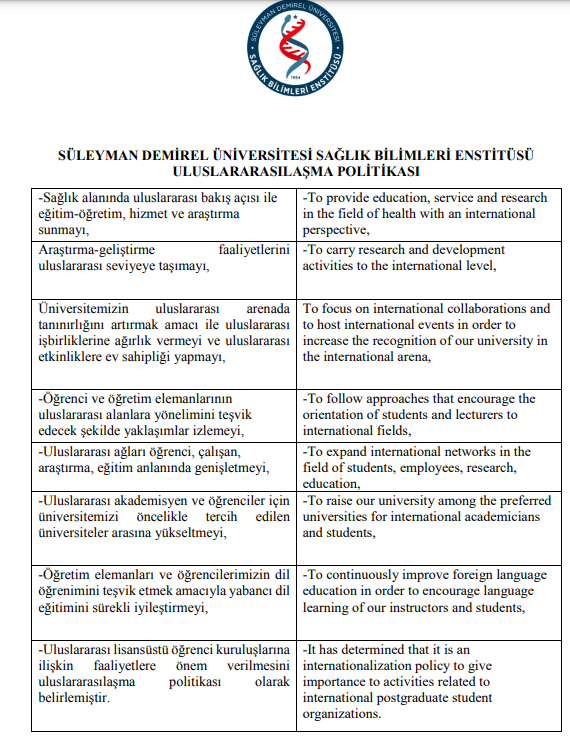 SÜLEYMAN DEMİREL ÜNİVERSİTESİ
SAĞLIK BİLİMLERİ ENSTİTÜSÜ
1994
SÜLEYMAN DEMİREL ÜNİVERSİTESİ SAĞLIK BİLİMLERİ ENSTİTÜSÜ
ULUSLARARASILAŞMA POLİTİKASI
-Sağlık alanında uluslararası bakış açısı ile
eğitim-öğretim, hizmet ve araştırma
sunmayı,
-To provide education, service and research
in the field of health with an international
perspective,
Araştırma-geliştirme faaliyetlerini
uluslararası seviyeye taşımayı,
-To carry research and development
activities to the international level,
Üniversitemizin uluslararası arenada
tanınırlığını artırmak amacı ile uluslararası
işbirliklerine ağırlık vermeyi ve uluslararası
etkinliklere ev sahipliği yapmayı,
To focus on international collaborations and
to host international events in order to
increase the recognition of our university in
the international arena,
-Öğrenci ve öğretim elemanlarının
uluslararası alanlara yönelimini teşvik
edecek şekilde yaklaşımlar izlemeyi,
-To follow approaches that encourage the
orientation of students and lecturers to
international fields,
-Uluslararası ağları öğrenci, çalışan,
araştırma, eğitim anlanında genişletmeyi,
-To expand international networks in the
field of students, employees, research,
education,
-Uluslararası akademisyen ve öğrenciler için
üniversitemizi öncelikle tercih edilen
üniversiteler arasına yükseltmeyi,
-To raise our university among the preferred
universities for international academicians
and students,
-Öğretim elemanları ve öğrencilerimizin dil
öğrenimini teşvik etmek amacıyla yabancı dil
eğitimini sürekli iyileştirmeyi,
-To continuously improve foreign language
education in order to encourage language
learning of our instructors and students,
-Uluslararası lisansüstü öğrenci kuruluşlarına
ilişkin faaliyetlere önem verilmesini
uluslararasılaşma politikası olarak
belirlemiştir.
-It has determined that it is an
internationalization policy to give
importance to activities related to
international postgraduate student
organizations.